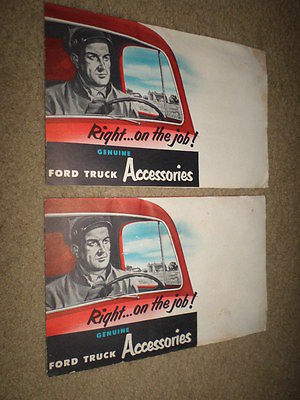 Right...on the job!
GENUINE
FORD TRUCK Accessories
Right...on the job!
GENUINE
FORD TRUCK Accessories